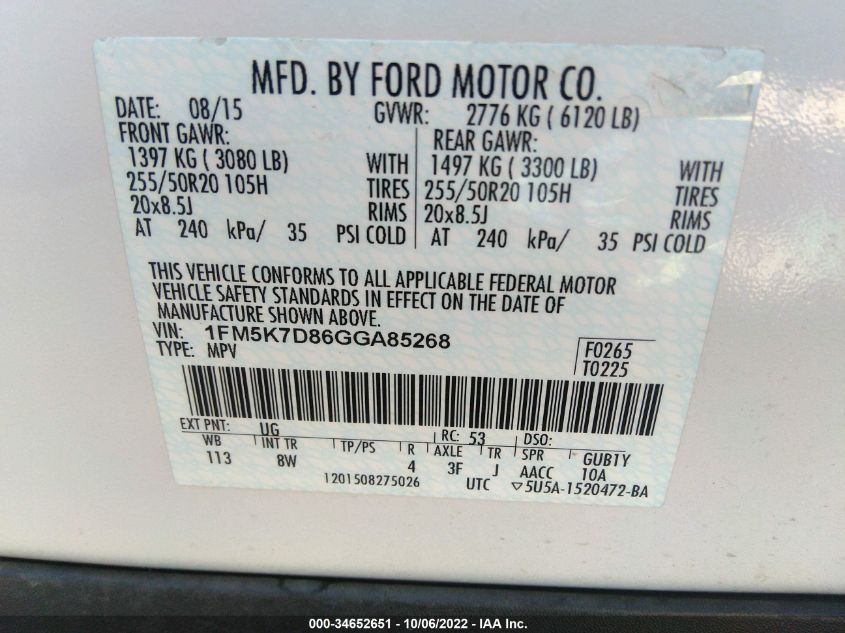 MFD. BY FORD MOTOR CO.
DATE: 08/15 GVWR: 2776 KG ( 6120 LB)
FRONT GAWR: REAR GAWR:
1397 KG ( 3080 LB) WITH 1497 KG ( 3300 LB) WITH
255/50R20 105H TIRES 255/50R20 105H TIRES
20x8.5J RIMS 20x8.5J RIMS
AT 240 kPa/ 35 PSI COLD AT 240 kPa/ 35 PSI COLD
THIS VEHICLE CONFORMS TO ALL APPLICABLE FEDERAL MOTOR
VEHICLE SAFETY STANDARDS IN EFFECT ON THE DATE OF
MANUFACTURE SHOWN ABOVE.
VIN: 1FM5K7D86GGA85268 F0265
TYPE: MPV T0225
EXT PNT: UG RC: 53 DSO:
WB INT TR TP/PS R AXLE TR SPR GUB1Y
113 8W 4 3F J AACC 10A
1201508275026 UTC ▽5U5A-1520472-BA
000-34652651 - 10/06/2022 - IAA Inc.